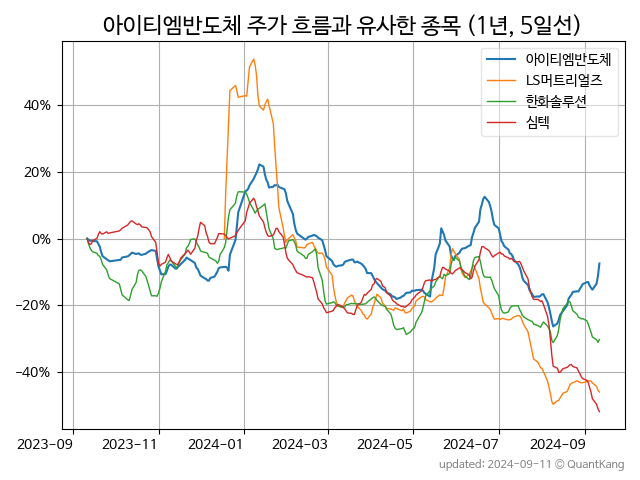 아이티엠반도체 주가 흐름과 유사한 종목 (1년, 5일선)
아이티엠반도체
LS머트리얼즈
한화솔루션
심텍
40%
20%
0%
−20%
−40%
2023-09
2023-11
2024-01
2024-03
2024-05
2024-07
2024-09
updated: 2024-09-11 © QuantKang